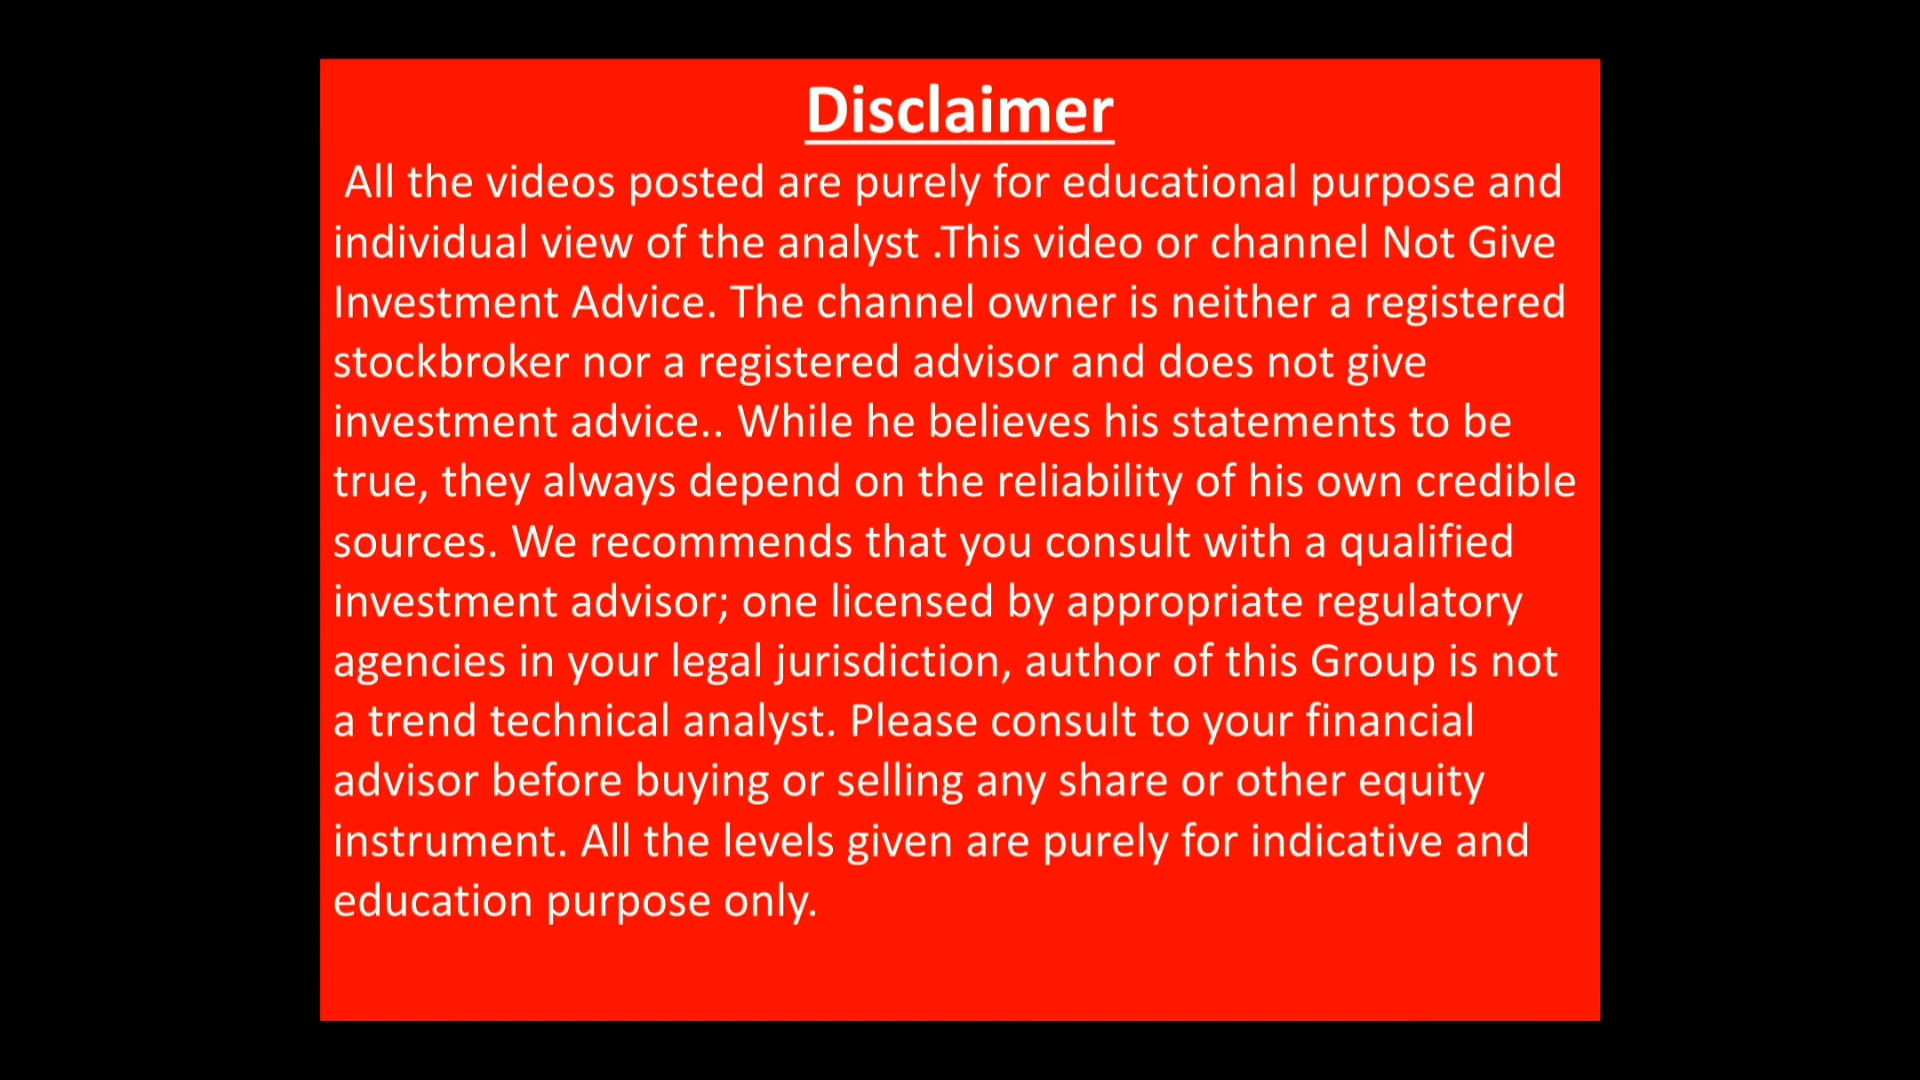 Disclaimer
All the videos posted are purely for educational purpose and
individual view of the analyst .This video or channel Not Give
Investment Advice. The channel owner is neither a registered
stockbroker nor a registered advisor and does not give
investment advice.. While he believes his statements to be
true, they always depend on the reliability of his own credible
sources. We recommends that you consult with a qualified
investment advisor; one licensed by appropriate regulatory
agencies in your legal jurisdiction, author of this Group is not
a trend technical analyst. Please consult to your financial
advisor before buying or selling any share or other equity
instrument. All the levels given are purely for indicative and
education purpose only.